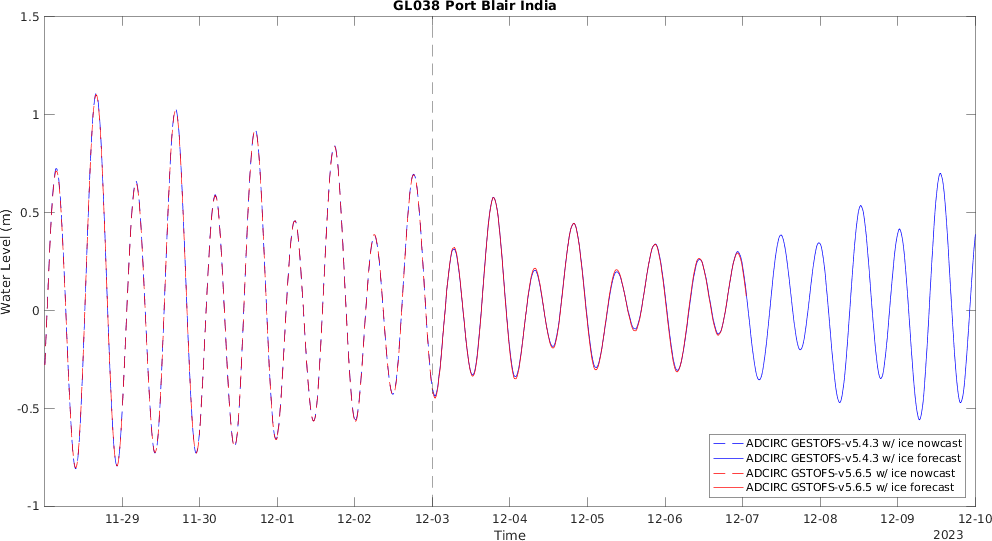 GL038 Port Blair India
1.5
1
0.5
0
-0.5
-1
Water Level (m)
11-29
11-30
12-01
12-02
12-03
12-04
12-05
12-06
12-07
12-08
12-09
12-10
Time
2023
ADCIRC GESTOFS-v5.4.3 w/ ice nowcast
ADCIRC GESTOFS-v5.4.3 w/ ice forecast
ADCIRC GSTOFS-v5.6.5 w/ ice nowcast
ADCIRC GSTOFS-v5.6.5 w/ ice forecast